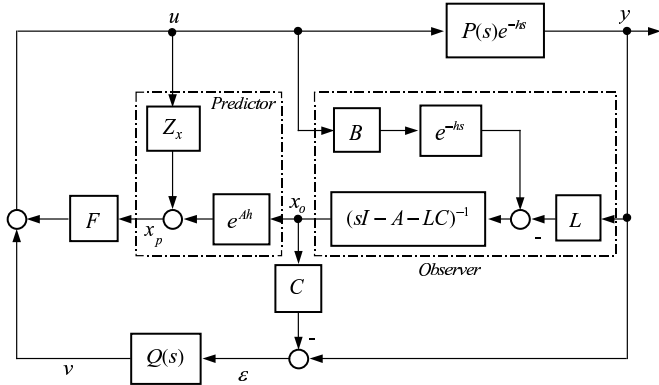 u
y
P(s)e^{-hs}
Predictor
Z_x
B
e^{-hs}
x_o
F
x_p
e^{Ah}
(sI – A – LC)^{-1}
-
L
Observer
C
-
v
Q(s)
ε